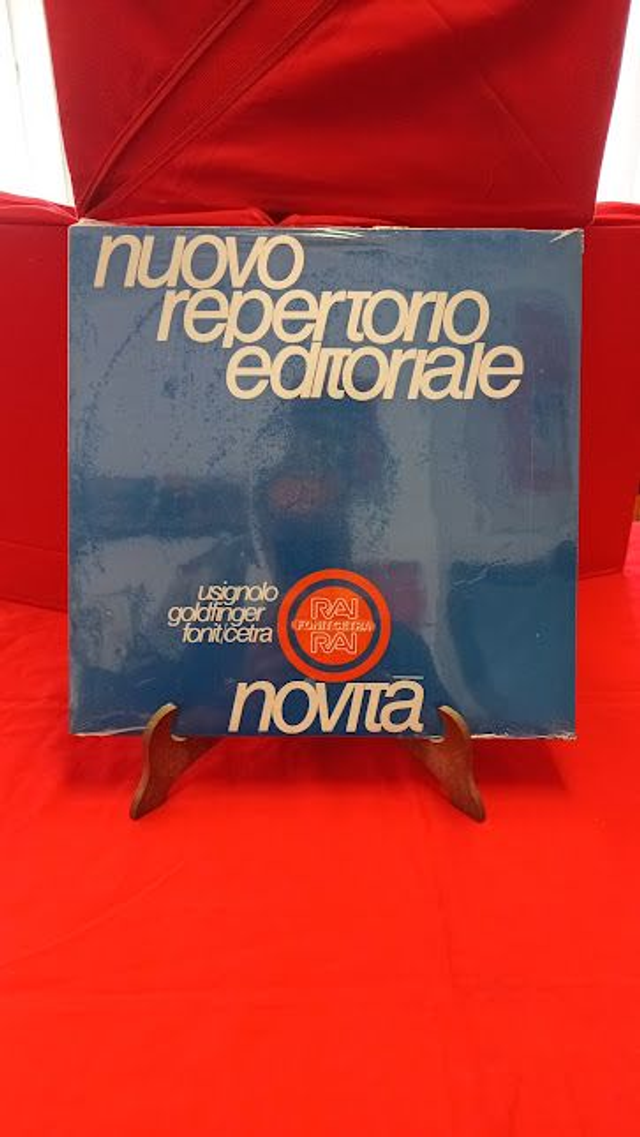 nuovo
repertorio
editoriale
usignolo
goldfinger
fonit/cetra
RAI
FONIT/CETRA
RAI
novità